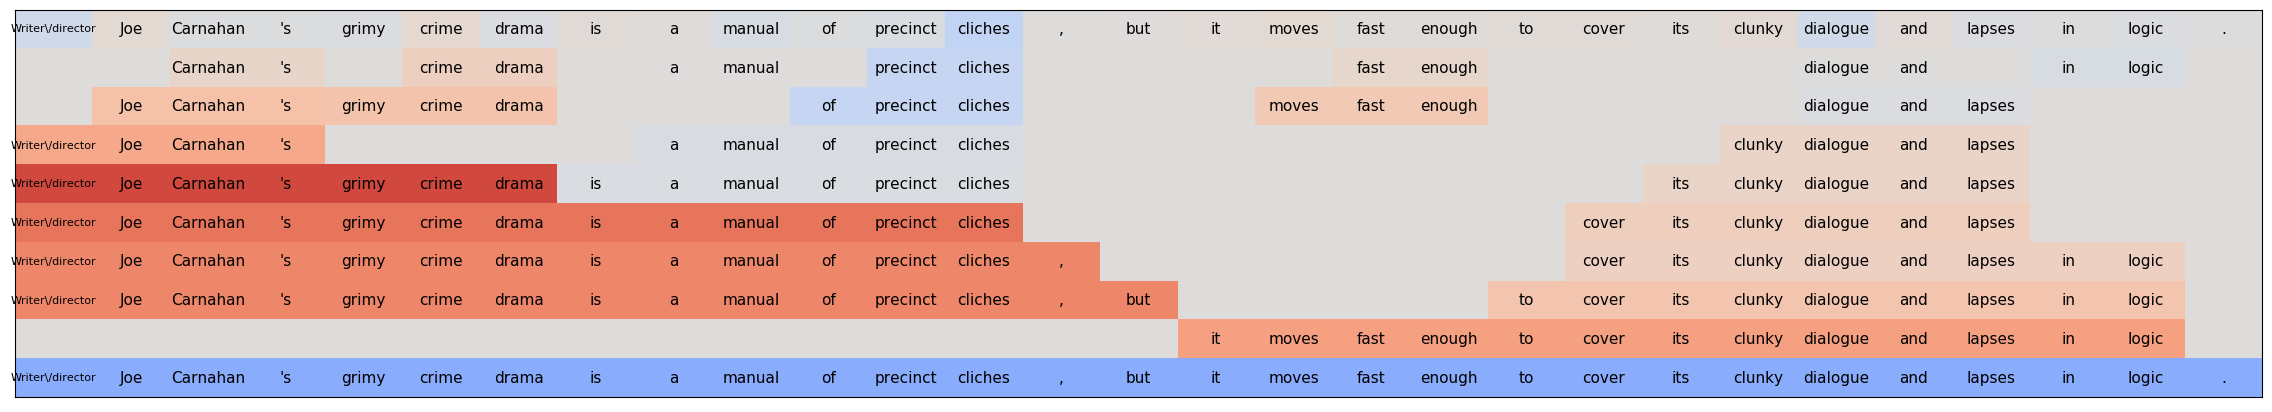 Writer\/director Joe Carnahan 's grimy crime drama is a manual of precinct cliches , but it moves fast enough to cover its clunky dialogue and lapses in logic .
Carnahan 's crime drama a manual precinct cliches fast enough dialogue and in logic
Joe Carnahan 's grimy crime drama of precinct cliches moves fast enough dialogue and lapses
Writer\/director Joe Carnahan 's a manual of precinct cliches clunky dialogue and lapses
Writer\/director Joe Carnahan 's grimy crime drama is a manual of precinct cliches its clunky dialogue and lapses
Writer\/director Joe Carnahan 's grimy crime drama is a manual of precinct cliches cover its clunky dialogue and lapses
Writer\/director Joe Carnahan 's grimy crime drama is a manual of precinct cliches , cover its clunky dialogue and lapses in logic
Writer\/director Joe Carnahan 's grimy crime drama is a manual of precinct cliches , but to cover its clunky dialogue and lapses in logic
it moves fast enough to cover its clunky dialogue and lapses in logic
Writer\/director Joe Carnahan 's grimy crime drama is a manual of precinct cliches , but it moves fast enough to cover its clunky dialogue and lapses in logic .